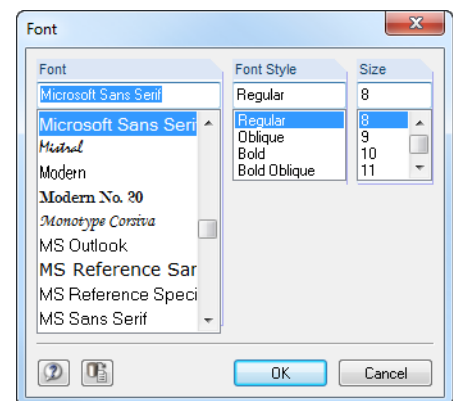 Font
Font
Font Style
Size
Microsoft Sans Serif
Regular
8
Microsoft Sans Seri
Mistral
Modern
Modern No. 20
Monotype Corsiva
MS Outlook
MS Reference Sar
MS Reference Speci
MS Sans Serif
Regular
Oblique
Bold
Bold Oblique
8
9
10
11
OK
Cancel